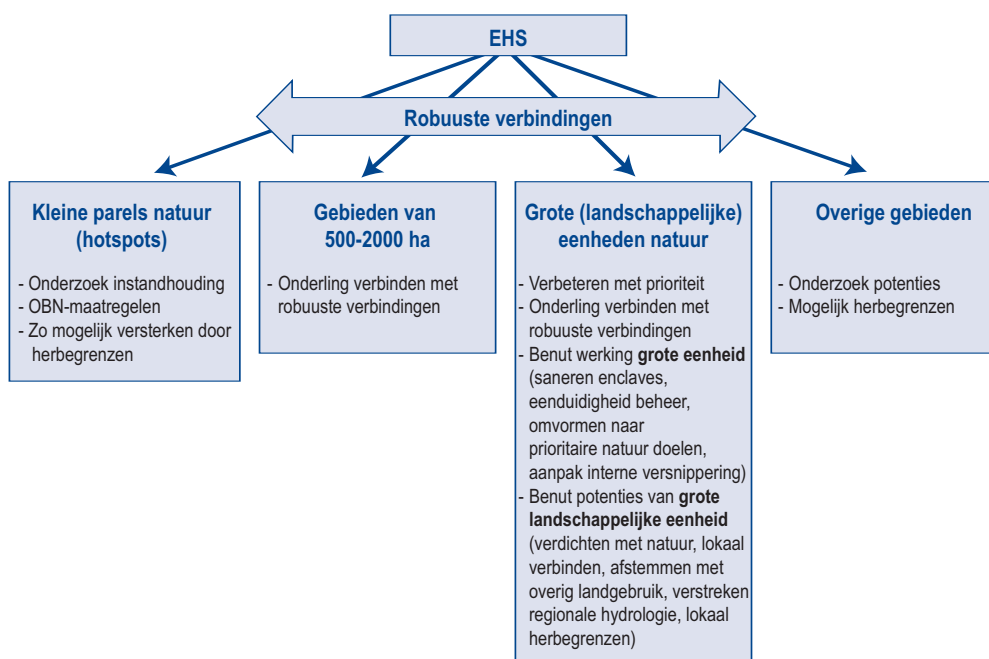 EHS
Robuuste verbindingen
Kleine parels natuur
(hotspots)
- Onderzoek instandhouding
- OBN-maatregelen
- Zo mogelijk versterken door
herbegrenzen
Gebieden van
500-2000 ha
- Onderling verbinden met
robuuste verbindingen
Grote (landschappelijke)
eenheden natuur
- Verbeteren met prioriteit
- Onderling verbinden met
robuuste verbindingen
- Benut werking grote eenheid
(saneren enclaves,
eenduidigheid beheer,
omvormen naar
prioritaire natuur doelen,
aanpak interne versnippering)
- Benut potenties van grote
landschappelijke eenheid
(verdichten met natuur, lokaal
verbinden, afstemmen met
overig landgebruik, verstreken
regionale hydrologie, lokaal
herbegrenzen)
Overige gebieden
- Onderzoek potenties
- Mogelijk herbegrenzen